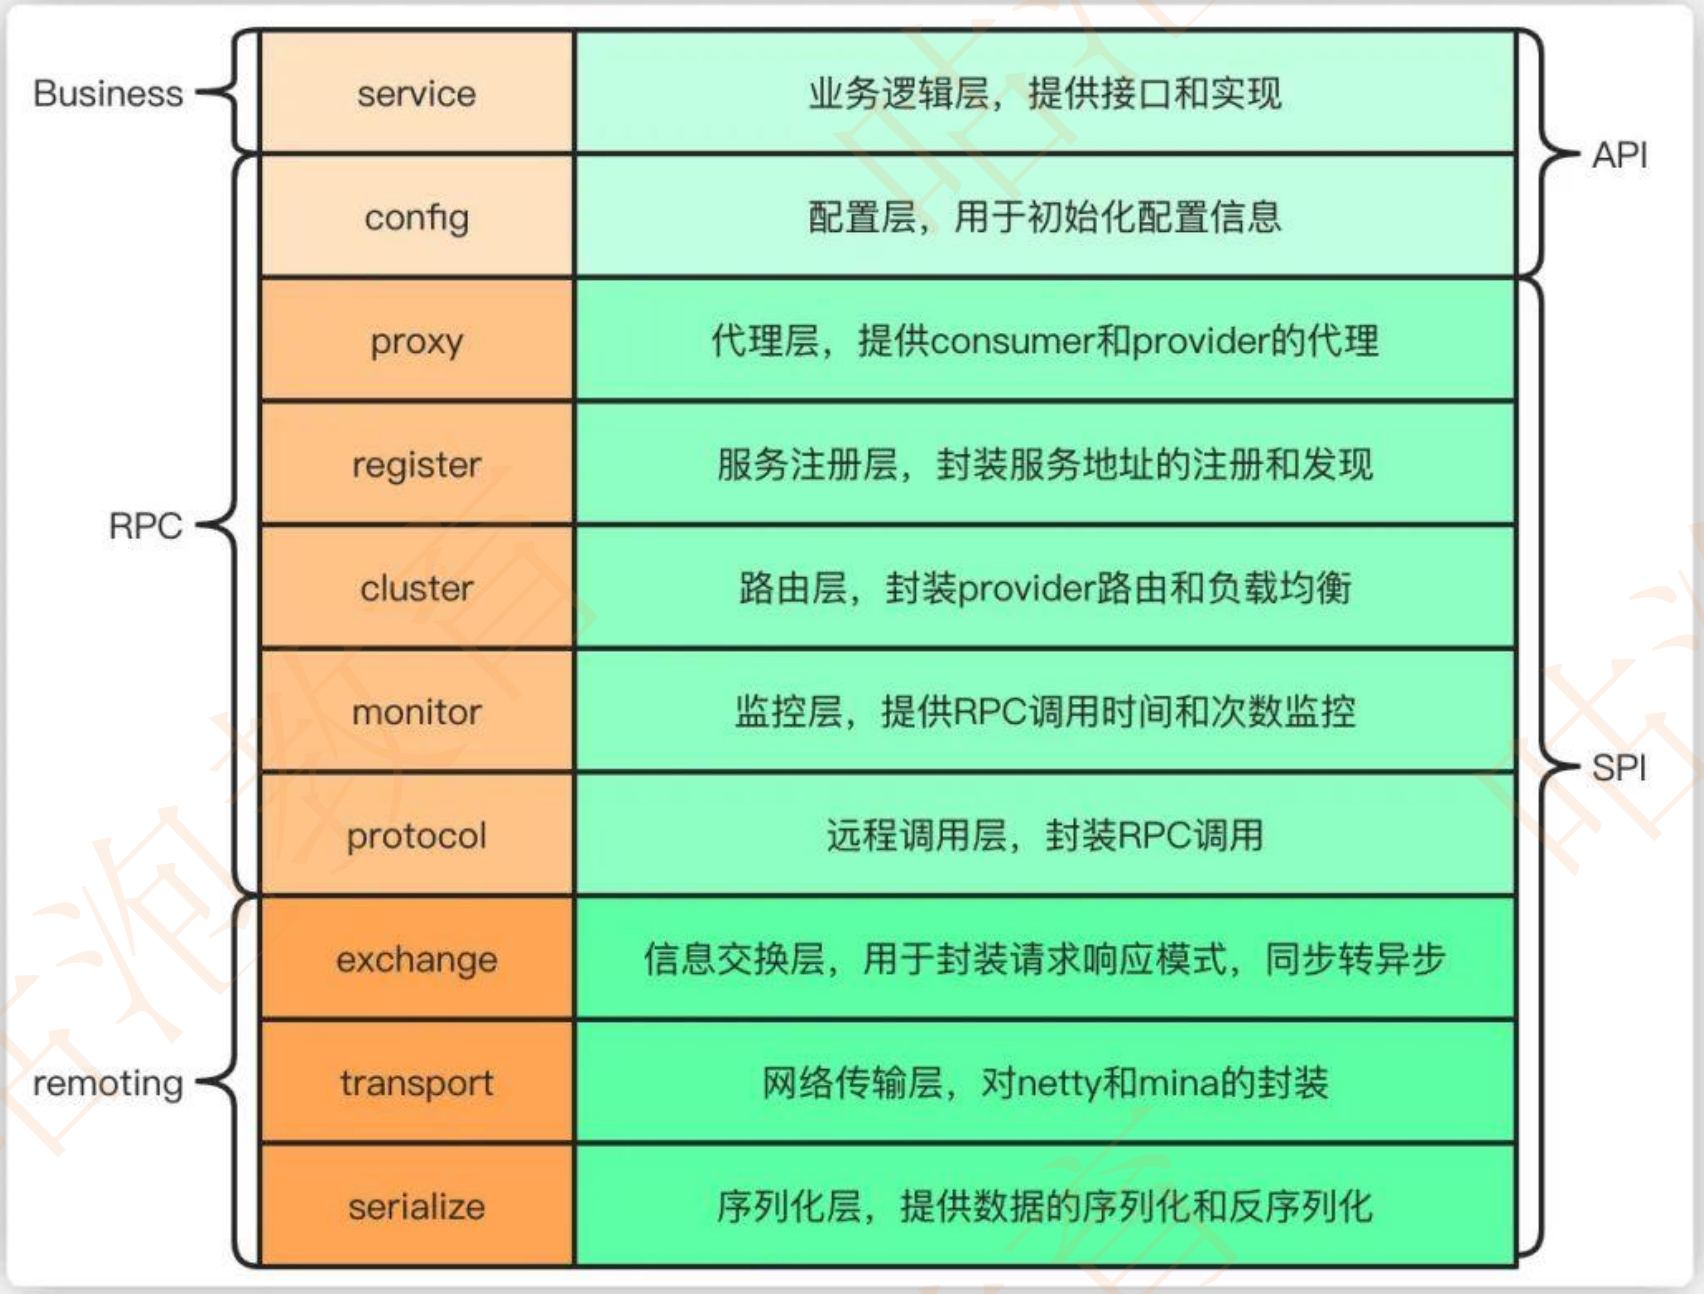 Business
service
业务逻辑层，提供接口和实现
API
config
配置层，用于初始化配置信息
proxy
代理层，提供consumer和provider的代理
register
服务注册层，封装服务地址的注册和发现
RPC
cluster
路由层，封装provider路由和负载均衡
monitor
监控层，提供RPC调用时间和次数监控
SPI
protocol
远程调用层，封装RPC调用
exchange
信息交换层，用于封装请求响应模式，同步转异步
remoting
transport
网络传输层，对netty和mina的封装
serialize
序列化层，提供数据的序列化和反序列化
咕泡教育